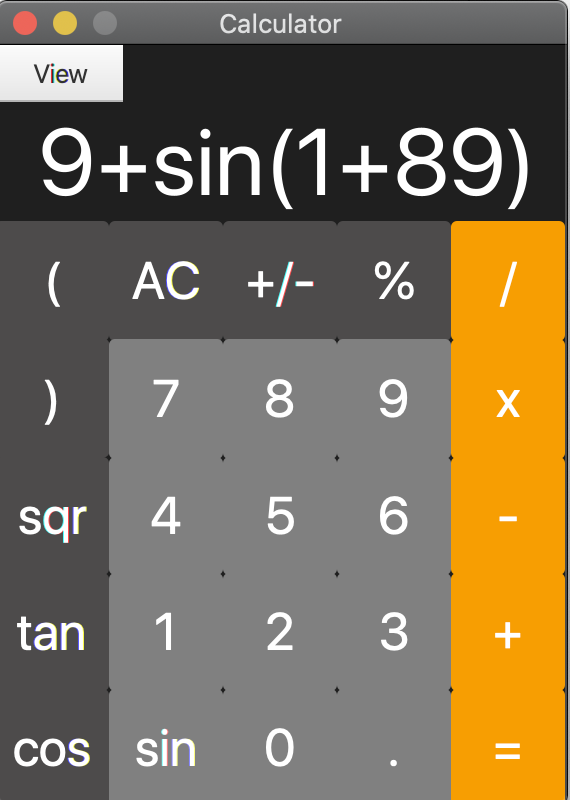 Calculator
View
9+sin(1+89)
( AC +/- % /
) 7 8 9 x
sqr 4 5 6 -
tan 1 2 3 +
cos sin 0 . =